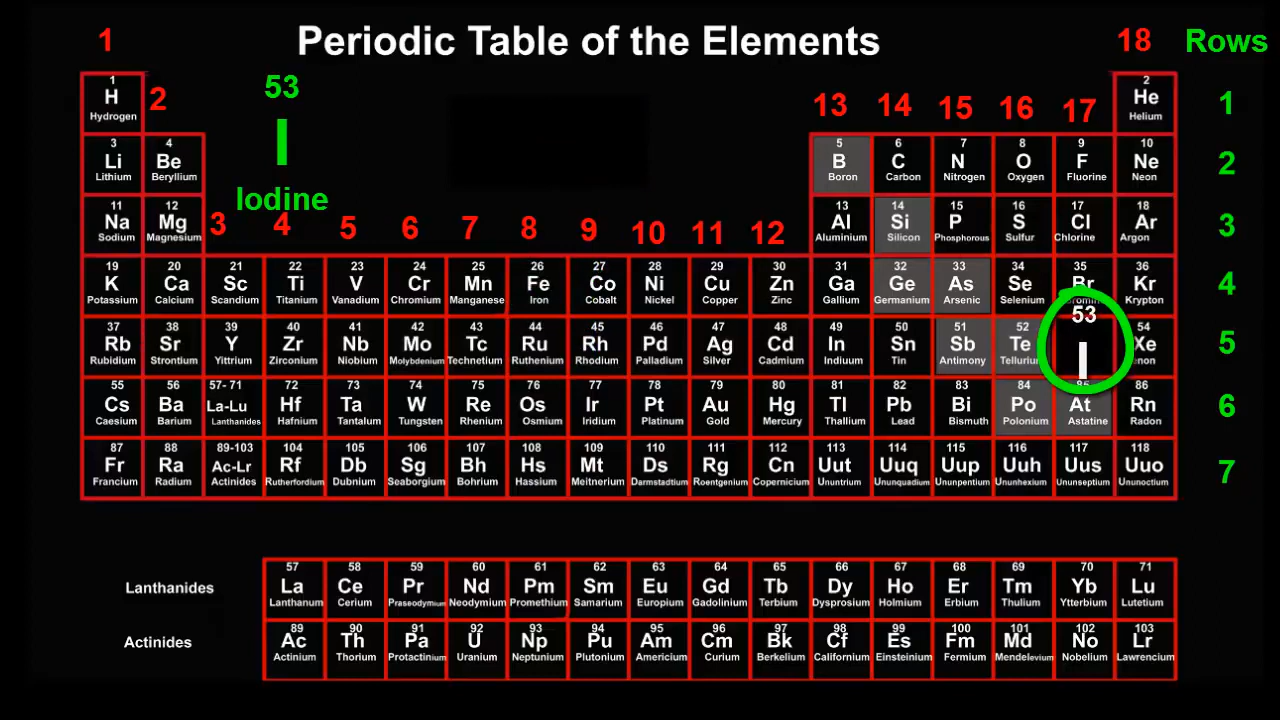 Periodic Table of the Elements
1 18 Rows
53
I
Iodine
2 13 14 15 16 17
3 4 5 6 7 8 9 10 11 12
1 2
H He 1
Hydrogen Helium
3 4 5 6 7 8 9 10
Li Be B C N O F Ne 2
Lithium Beryllium Boron Carbon Nitrogen Oxygen Fluorine Neon
11 12 13 14 15 16 17 18
Na Mg Al Si P S Cl Ar 3
Sodium Magnesium Aluminium Silicon Phosphorous Sulfur Chlorine Argon
19 20 21 22 23 24 25 26 27 28 29 30 31 32 33 34 35 36
K Ca Sc Ti V Cr Mn Fe Co Ni Cu Zn Ga Ge As Se Br Kr 4
Potassium Calcium Scandium Titanium Vanadium Chromium Manganese Iron Cobalt Nickel Copper Zinc Gallium Germanium Arsenic Selenium Krypton
37 38 39 40 41 42 43 44 45 46 47 48 49 50 51 52 53 54
Rb Sr Y Zr Nb Mo Tc Ru Rh Pd Ag Cd In Sn Sb Te I Xe 5
Rubidium Strontium Yittrium Zirconium Niobium Molybdenium Technetium Ruthenium Rhodium Palladium Silver Cadmium Indiuum Tin Antimony Tellurium
55 56 57- 71 72 73 74 75 76 77 78 79 80 81 82 83 84 85 86
Cs Ba La-Lu Hf Ta W Re Os Ir Pt Au Hg Tl Pb Bi Po At Rn 6
Caesium Barium Lanthanides Hafnium Tantalum Tungsten Rhenium Osmium Iridium Platinum Gold Mercury Thallium Lead Bismuth Polonium Astatine Radon
87 88 89-103 104 105 106 107 108 109 110 111 112 113 114 115 116 117 118
Fr Ra Ac-Lr Rf Db Sg Bh Hs Mt Ds Rg Cn Uut Uuq Uup Uuh Uus Uuo 7
Francium Radium Actinides Rutherfordium Dubnium Seaborgium Bohrium Hassium Meitnerium Darmstadtium Roentgenium Copernicium Ununtrium Ununquadium Ununpentium Ununhexium Ununseptium Ununoctium
57 58 59 60 61 62 63 64 65 66 67 68 69 70 71
Lanthanides La Ce Pr Nd Pm Sm Eu Gd Tb Dy Ho Er Tm Yb Lu
Lanthanum Cerium Praseodymium Neodymium Promethium Samarium Europium Gadolinium Terbium Dysprosium Holmium Erbium Thulium Ytterbium Lutetium
89 90 91 92 93 94 95 96 97 98 99 100 101 102 103
Actinides Ac Th Pa U Np Pu Am Cm Bk Cf Es Fm Md No Lr
Actinium Thorium Protactinium Uranium Neptunium Plutonium Americium Curium Berkelium Californium Einsteinium Fermium Mendelevium Nobelium Lawrencium